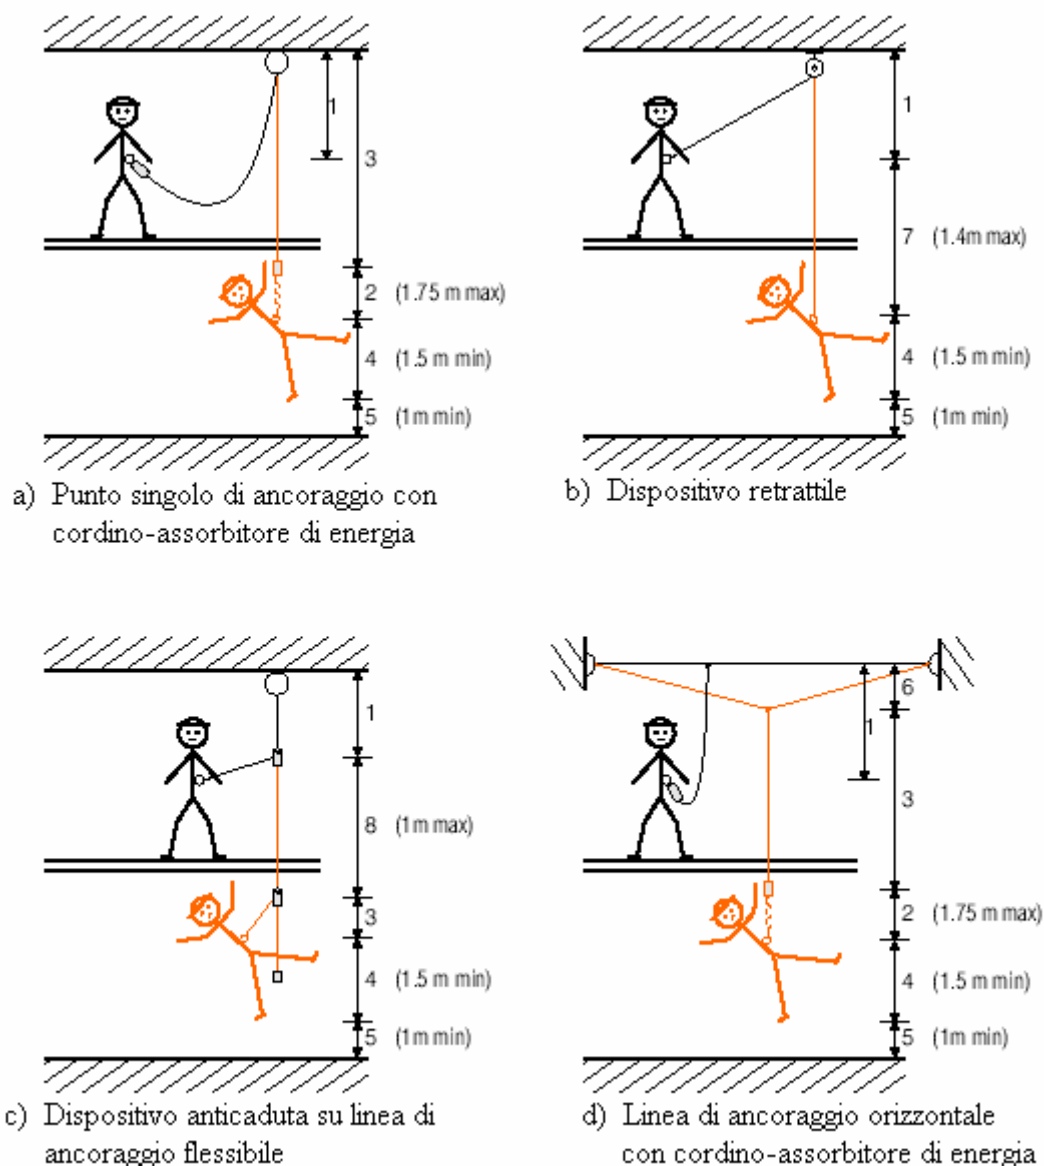 1
3
2 (1.75 m max)
4 (1.5 m min)
5 (1m min)
a) Punto singolo di ancoraggio con
cordino-assorbitore di energia
1
7 (1.4m max)
4 (1.5 m min)
5 (1m min)
b) Dispositivo retrattile
1
8 (1m max)
3
4 (1.5 m min)
5 (1m min)
c) Dispositivo anticaduta su linea di
ancoraggio flessibile
6
1
3
2 (1.75 m max)
4 (1.5 m min)
5 (1m min)
d) Linea di ancoraggio orizzontale
con cordino-assorbitore di energia